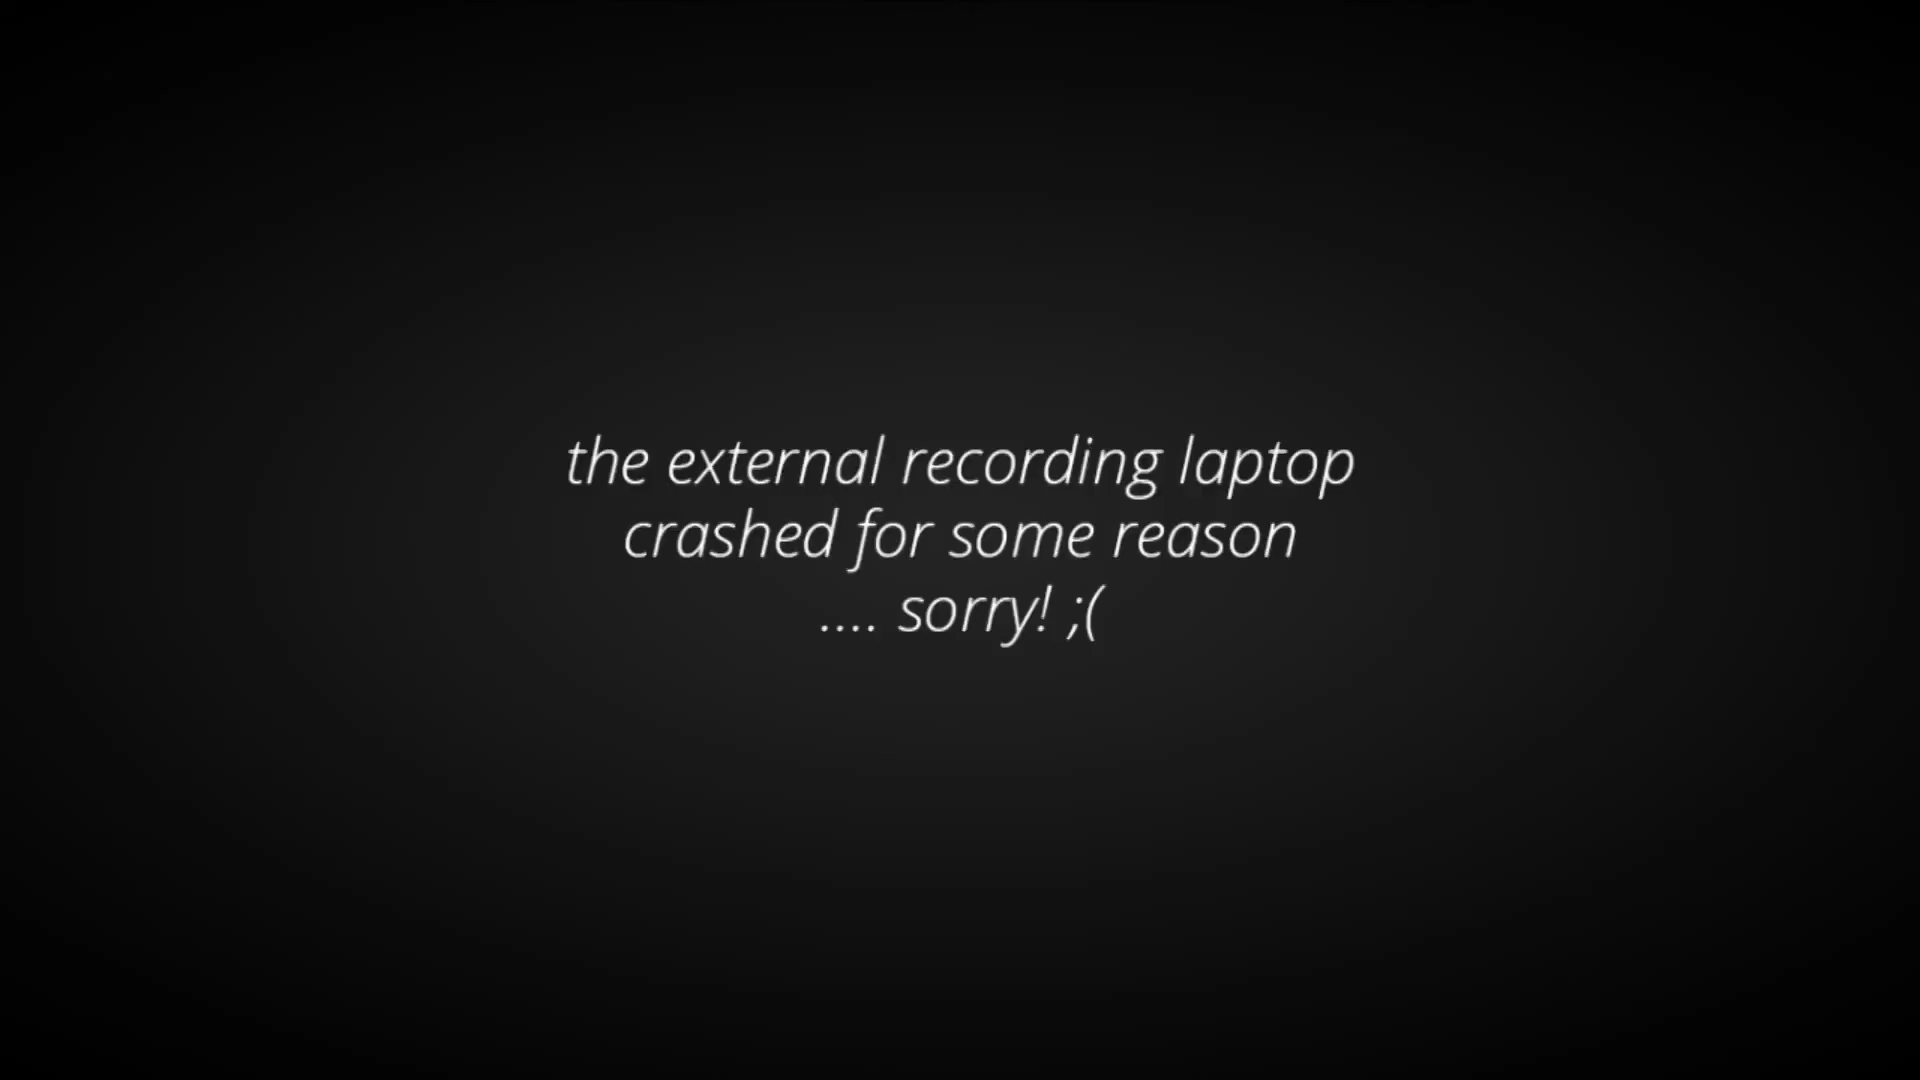 the external recording laptop
crashed for some reason
.... sorry! ;(